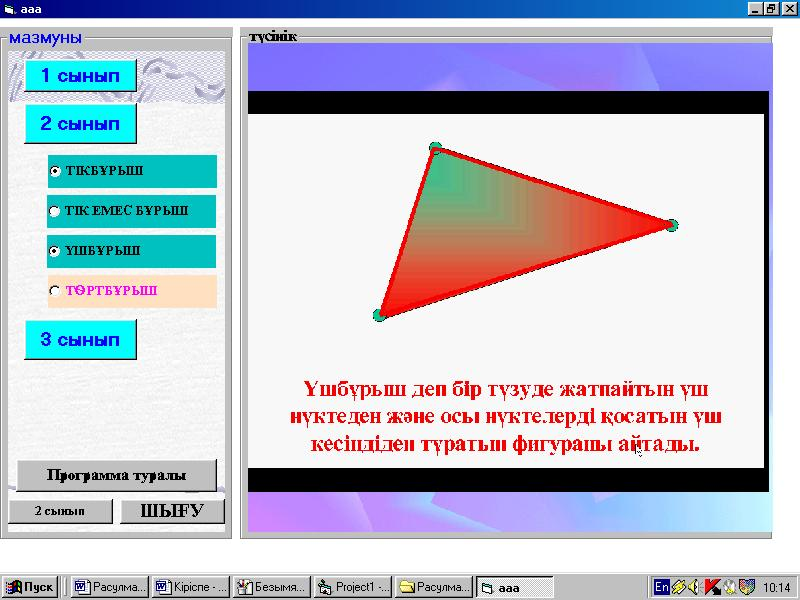 aaa
мазмуны
1 сынып
2 сынып
ТІКБҰРЫШ
ТІК ЕМЕС БҰРЫШ
ҮШБҰРЫШ
ТӨРТБҰРЫШ
3 сынып
Программа туралы
2 сынып
ШЫҒУ
түсінік
Үшбұрыш деп бір түзуде жатпайтын үш
нүктеден және осы нүктелерді қосатын үш
кесіндіден тұратын фигураны айтады.
Пуск
Расулма...
Кіріспе - ...
Безымя...
Project1 -...
Расулма...
aaa
En
10:14